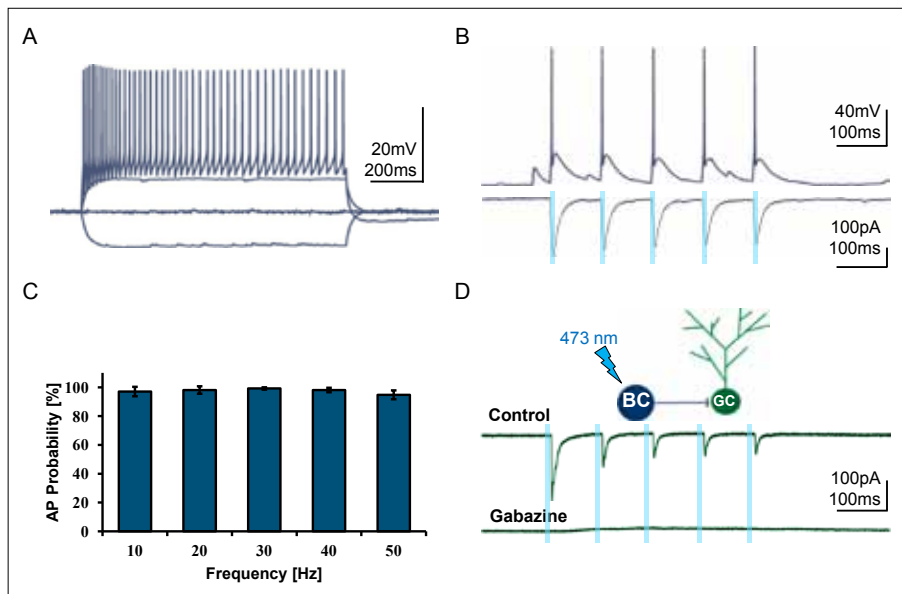 A
20mV
200ms
B
40mV
100ms
100pA
100ms
C
AP Probability [%]
100
80
60
40
20
0
10 20 30 40 50
Frequency [Hz]
D
473 nm
BC
GC
Control
100pA
100ms
Gabazine